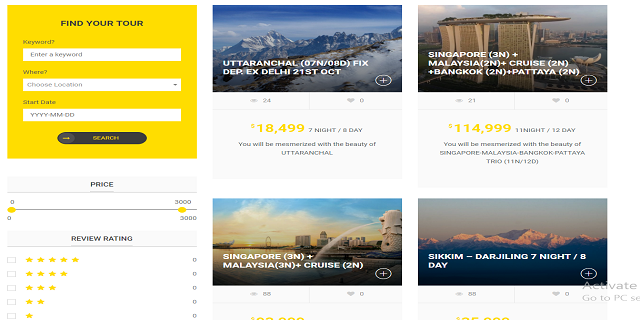 FIND YOUR TOUR
Keyword?
Enter a keyword
Where?
Choose Location
Start Date
YYYY-MM-DD
SEARCH
PRICE
0 3000
0 3000
REVIEW RATING
0
0
0
0
0
UTTARANCHAL (07N/08D) FIX
DEP. EX DELHI 21ST OCT
24 0
$18,499 7 NIGHT / 8 DAY
You will be mesmerized with the beauty of
UTTARANCHAL
SINGAPORE (3N) +
MALAYSIA(2N)+ CRUISE (2N)
+BANGKOK (2N)+PATTAYA (2N)
21 0
$114,999 11NIGHT / 12 DAY
You will be mesmerized with the beauty of
SINGAPORE-MALAYSIA-BANGKOK-PATTAYA
TRIO (11N/12D)
SINGAPORE (3N) +
MALAYSIA(3N)+ CRUISE (2N)
88 0
SIKKIM – DARJILING 7 NIGHT / 8
DAY
88 0
Activate
Go to PC se